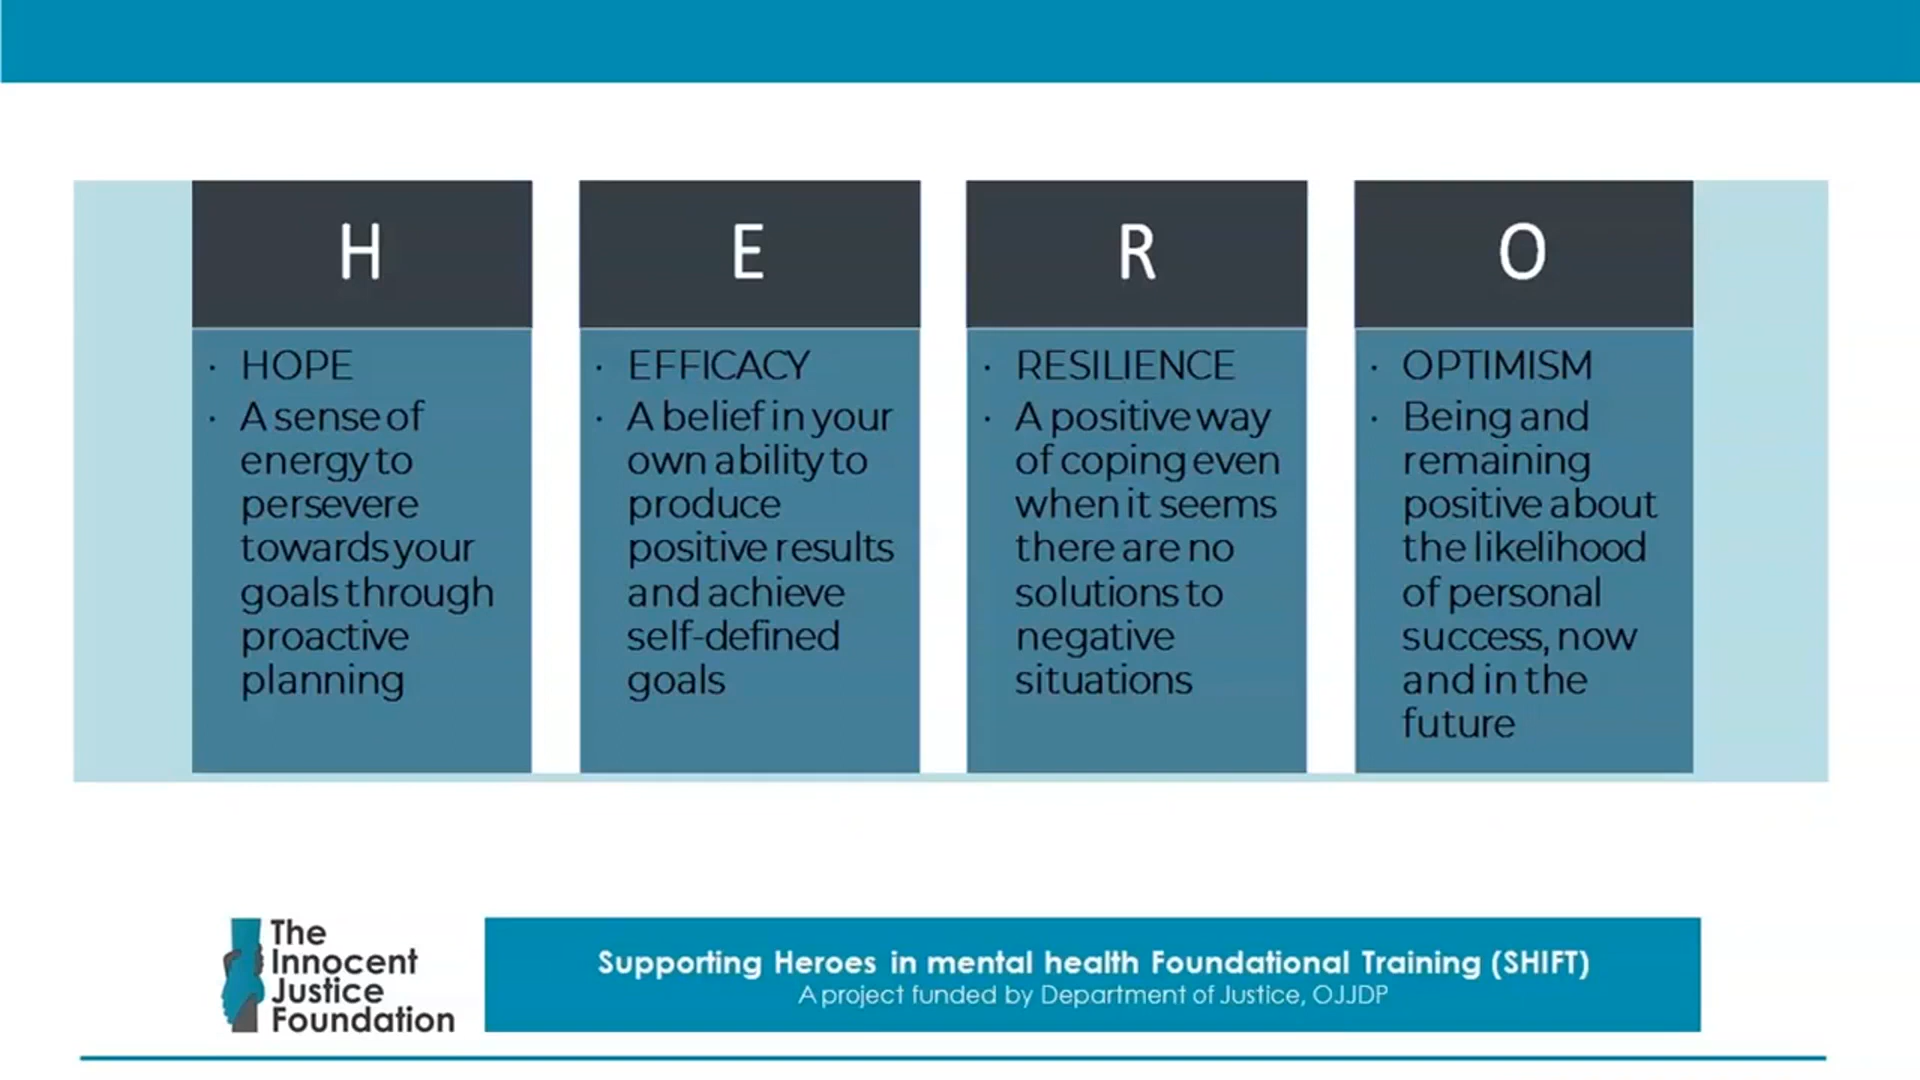 H
HOPE
A sense of
energy to
persevere
towards your
goals through
proactive
planning
E
EFFICACY
A belief in your
own ability to
produce
positive results
and achieve
self-defined
goals
R
RESILIENCE
A positive way
of coping even
when it seems
there are no
solutions to
negative
situations
O
OPTIMISM
Being and
remaining
positive about
the likelihood
of personal
success, now
and in the
future
The
Innocent
Justice
Foundation
Supporting Heroes in mental health Foundational Training (SHIFT)
A project funded by Department of Justice, OJJDP